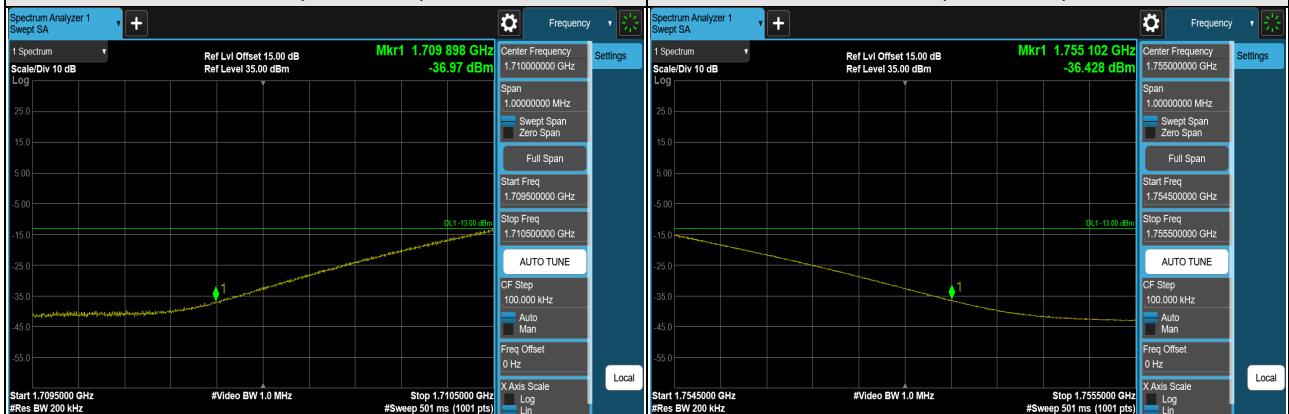 Spectrum Analyzer 1
Swept SA
+
Frequency
1 Spectrum
Scale/Div 10 dB
Log
Ref Lvl Offset 15.00 dB
Ref Level 35.00 dBm
Mkr1 1.709 898 GHz
-36.97 dBm
25.0
15.0
5.00
-5.00
-15.0
-25.0
-35.0
-45.0
-55.0
DL1 -13.00 dBm
1
Start 1.7095000 GHz
#Res BW 200 kHz
#Video BW 1.0 MHz
Stop 1.7105000 GHz
#Sweep 501 ms (1001 pts)
Center Frequency
1.710000000 GHz
Span
1.00000000 MHz
Swept Span
Zero Span
Full Span
Start Freq
1.709500000 GHz
Stop Freq
1.710500000 GHz
AUTO TUNE
CF Step
100.000 kHz
Auto
Man
Freq Offset
0 Hz
X Axis Scale
Log
Lin
Settings
Local
Spectrum Analyzer 1
Swept SA
+
Frequency
1 Spectrum
Scale/Div 10 dB
Log
Ref Lvl Offset 15.00 dB
Ref Level 35.00 dBm
Mkr1 1.755 102 GHz
-36.428 dBm
25.0
15.0
5.00
-5.00
-15.0
-25.0
-35.0
-45.0
-55.0
DL1 -13.00 dBm
1
Start 1.7545000 GHz
#Res BW 200 kHz
#Video BW 1.0 MHz
Stop 1.7555000 GHz
#Sweep 501 ms (1001 pts)
Center Frequency
1.755000000 GHz
Span
1.00000000 MHz
Swept Span
Zero Span
Full Span
Start Freq
1.754500000 GHz
Stop Freq
1.755500000 GHz
AUTO TUNE
CF Step
100.000 kHz
Auto
Man
Freq Offset
0 Hz
X Axis Scale
Log
Lin
Settings
Local